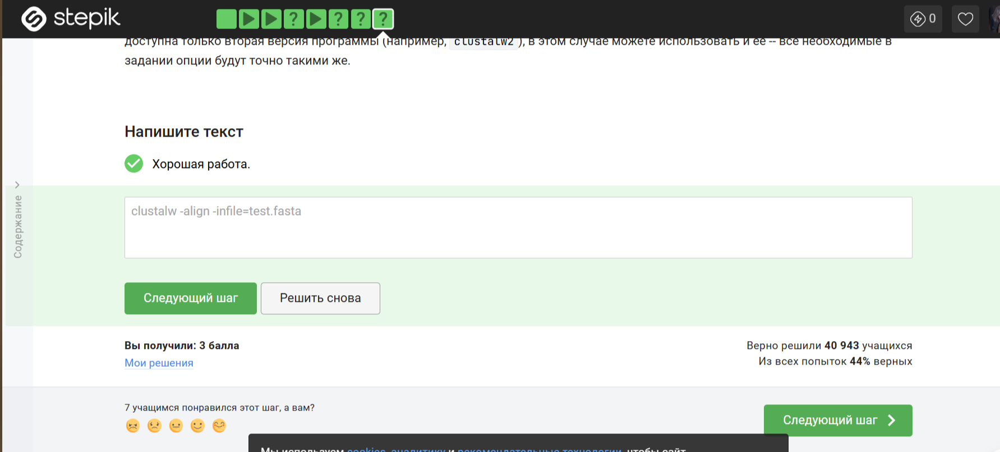 stepik
? ? ? ?
0
доступна только вторая версия программы (например, clustalw2 ), в этом случае можете использовать и ее -- все необходимые в
задании опции будут точно такими же.
Напишите текст
Хорошая работа.
Содержание
clustalw -align -infile=test.fasta
Следующий шаг
Решить снова
Вы получили: 3 балла
Мои решения
Верно решили 40 943 учащихся
Из всех попыток 44% верных
7 учащимся понравился этот шаг, а вам?
Следующий шаг
Мы используем cookies, аналитику и рекомендательные технологии, чтобы сайт